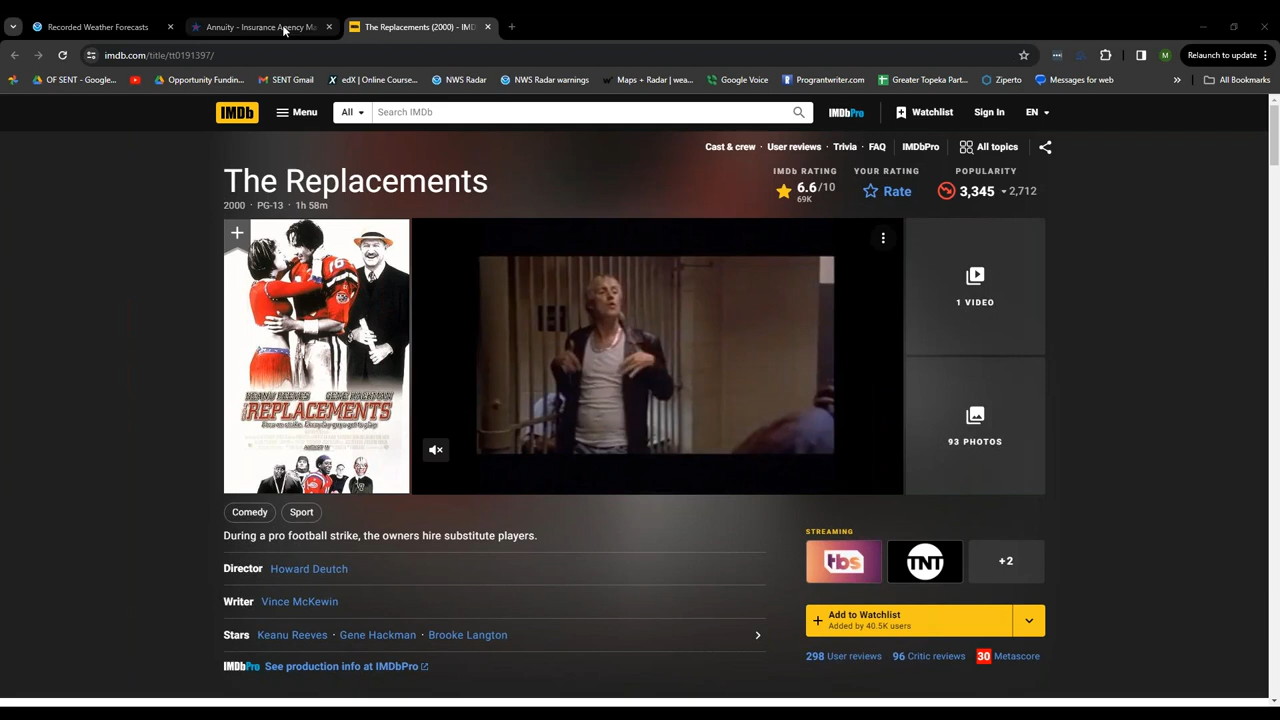 Recorded Weather Forecasts
Annuity - Insurance Agency Ma
The Replacements (2000) - IMD
imdb.com/title/tt0191397/
M
Relaunch to update
OF SENT - Google...
Opportunity Fundin...
SENT Gmail
edX | Online Course...
NWS Radar
NWS Radar warnings
Maps + Radar | wea...
Google Voice
Programtwriter.com
Greater Topeka Part...
Ziperto
Messages for web
»
All Bookmarks
IMDb
Menu
All
Search IMDb
IMDbPro
Watchlist
Sign In
EN
Cast & crew · User reviews · Trivia · FAQ
IMDbPro
All topics
The Replacements
2000 · PG-13 · 1h 58m
IMDb RATING
6.6/10
69K
YOUR RATING
Rate
POPULARITY
3,345
2,712
KEANU REEVES GENE HACKMAN
THE REPLACEMENTS
AUGUST 11
1 VIDEO
93 PHOTOS
Comedy
Sport
During a pro football strike, the owners hire substitute players.
Director Howard Deutch
Writer Vince McKewin
Stars Keanu Reeves · Gene Hackman · Brooke Langton
IMDbPro See production info at IMDbPro
STREAMING
tbs
TNT
+2
Add to Watchlist
Added by 40.5K users
298 User reviews
96 Critic reviews
30 Metascore